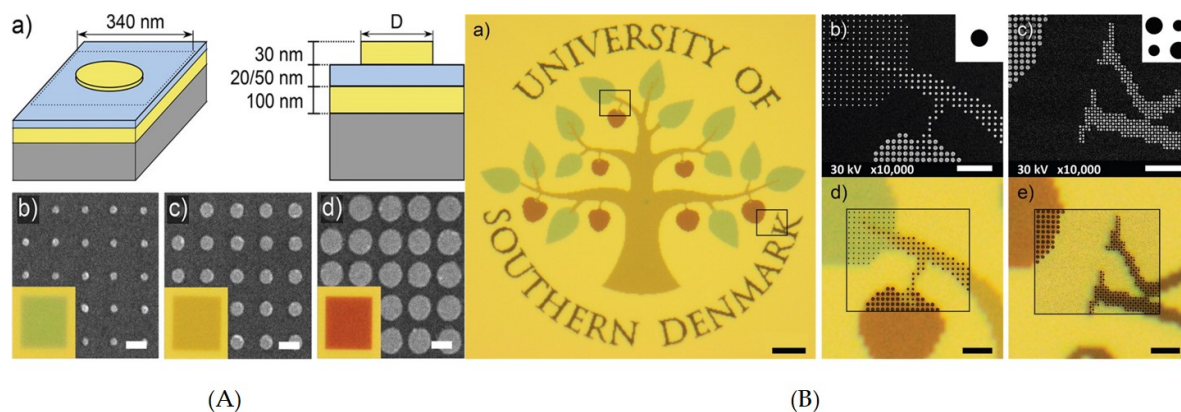 a)
340 nm
D
30 nm
20/50 nm
100 nm
b)
c)
d)
a)
UNIVERSITY OF
SOUTHERN DENMARK
b)
30 kV x10,000
c)
30 kV x10,000
d)
e)
(A)
(B)